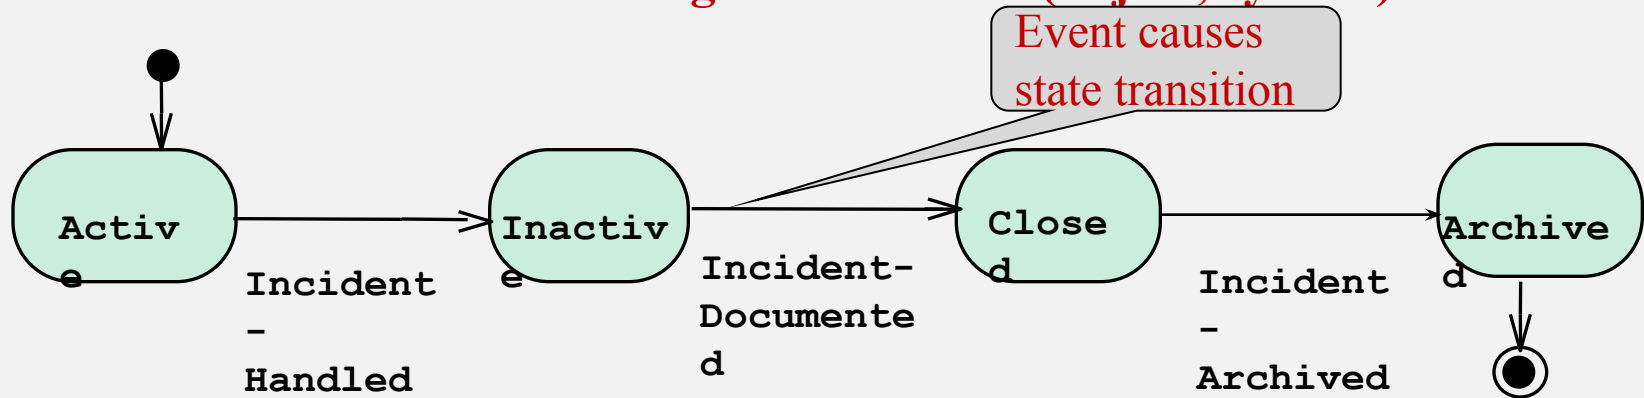 Event causes
state transition
Activ
e
Inactiv
e
Close
d
Archive
d
Incident
-
Handled
Incident-
Documente
d
Incident
-
Archived